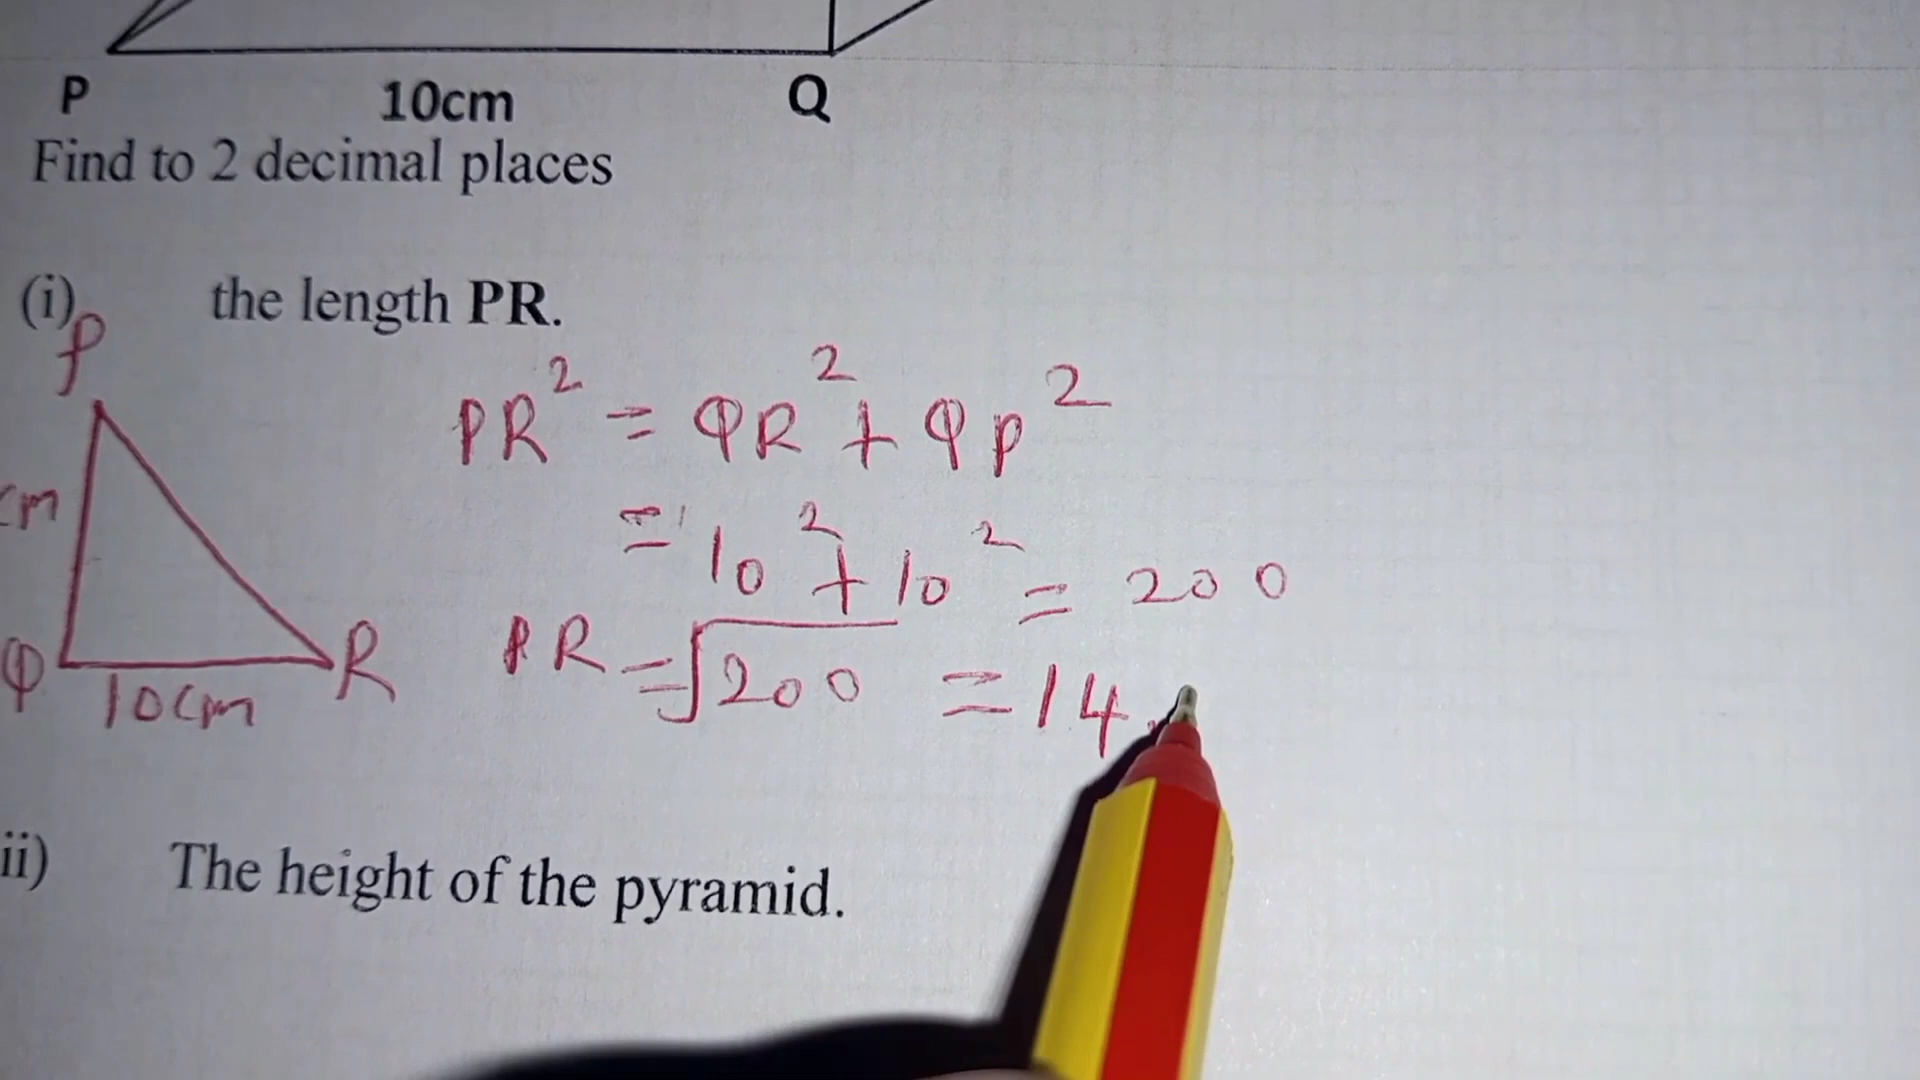 P 10cm Q
Find to 2 decimal places
(i) the length PR.
P
PR² = QR² + QP²
cm
= 10² + 10² = 200
PR = √200 = 14.
Q 10cm R
ii) The height of the pyramid.